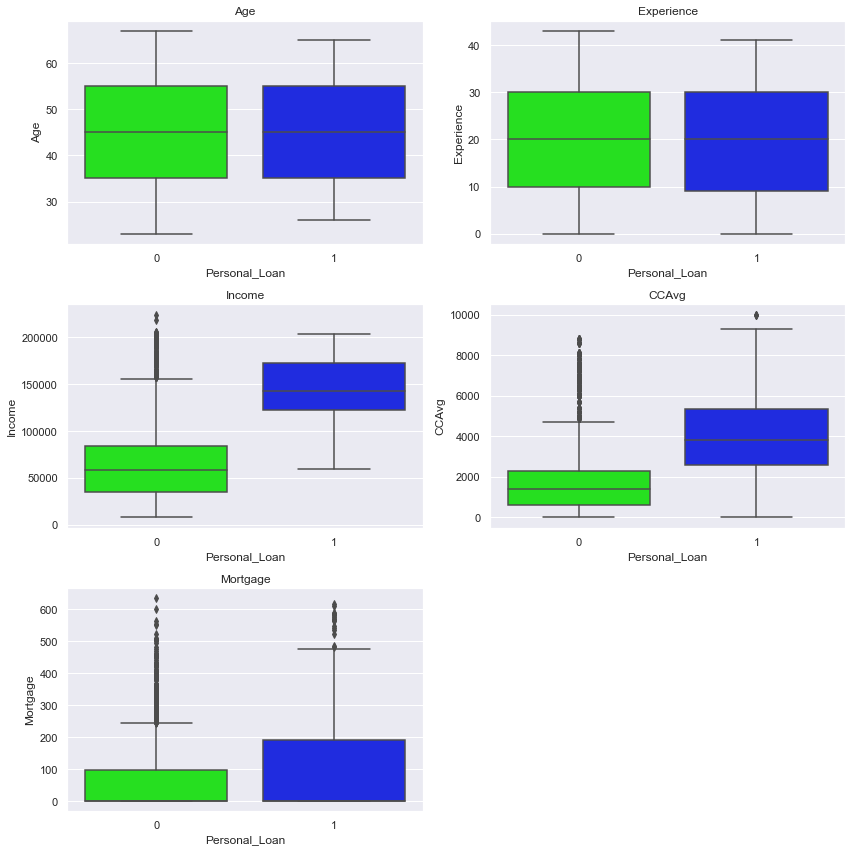 Age
60
50
40
30
Age
0
1
Personal_Loan
Experience
40
30
20
10
0
Experience
0
1
Personal_Loan
Income
200000
150000
100000
50000
0
Income
0
1
Personal_Loan
CCAvg
10000
8000
6000
4000
2000
0
CCAvg
0
1
Personal_Loan
Mortgage
600
500
400
300
200
100
0
Mortgage
0
1
Personal_Loan